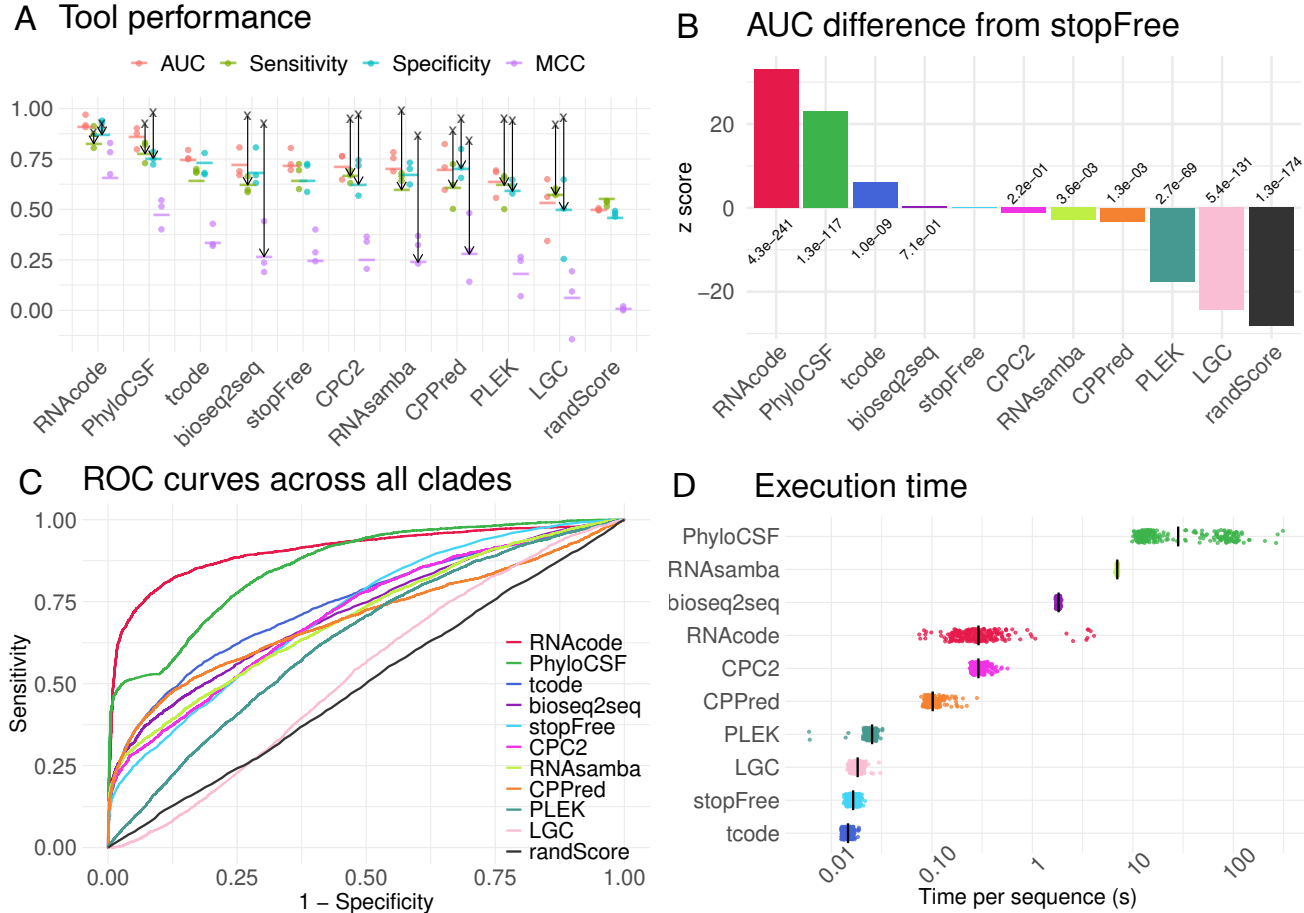 A Tool performance
AUC Sensitivity Specificity MCC
1.00
0.75
0.50
0.25
0.00
x x x x x x x x x x x x x x x x x x
RNAcode PhyloCSF tcode bioseq2seq stopFree CPC2 RNAsamba CPPred PLEK LGC randScore
B AUC difference from stopFree
z score
20
0
−20
4.3e−241 1.3e−117 1.0e−09 7.1e−01 2.2e−01 3.6e−03 1.3e−03 2.7e−69 5.4e−131 1.3e−174
RNAcode PhyloCSF tcode bioseq2seq stopFree CPC2 RNAsamba CPPred PLEK LGC randScore
C ROC curves across all clades
Sensitivity
1.00
0.75
0.50
0.25
0.00
RNAcode
PhyloCSF
tcode
bioseq2seq
stopFree
CPC2
RNAsamba
CPPred
PLEK
LGC
randScore
0.00 0.25 0.50 0.75 1.00
1 − Specificity
D Execution time
PhyloCSF
RNAsamba
bioseq2seq
RNAcode
CPC2
CPPred
PLEK
LGC
stopFree
tcode
0.01 0.10 1 10 100
Time per sequence (s)